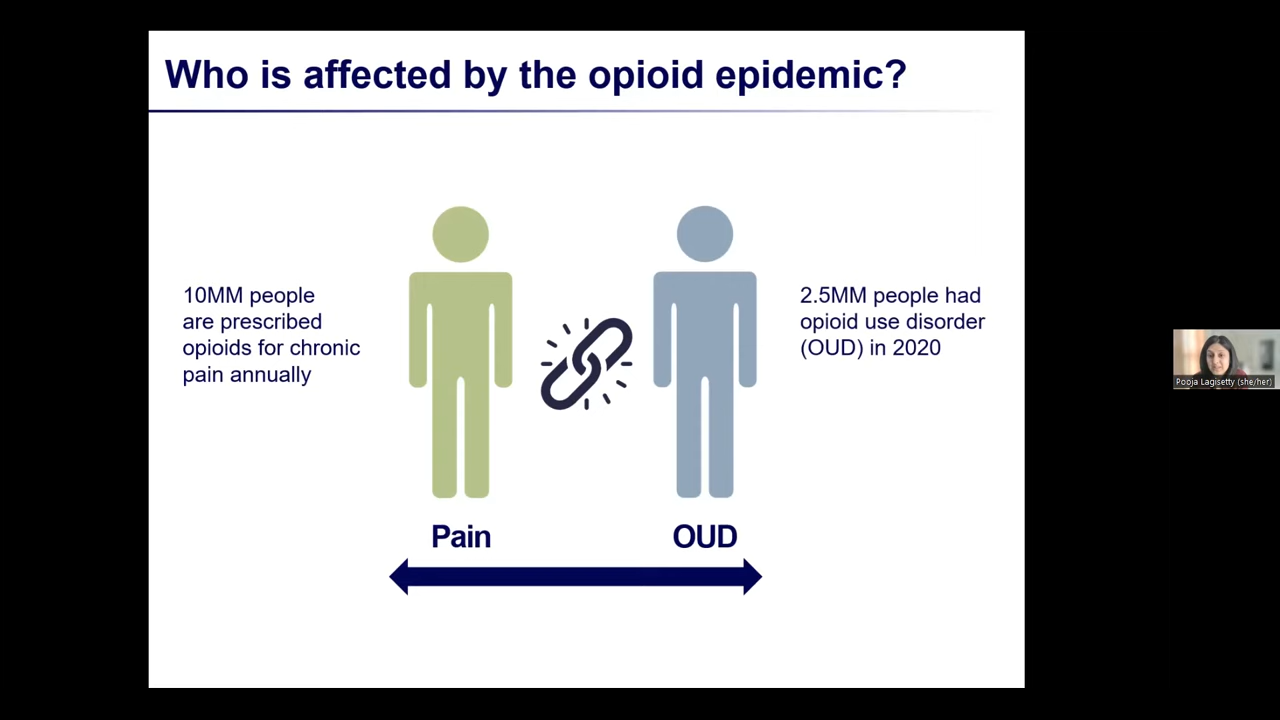 Who is affected by the opioid epidemic?
10MM people
are prescribed
opioids for chronic
pain annually
2.5MM people had
opioid use disorder
(OUD) in 2020
Pain
OUD
Pooja Lagisetty (she/her)